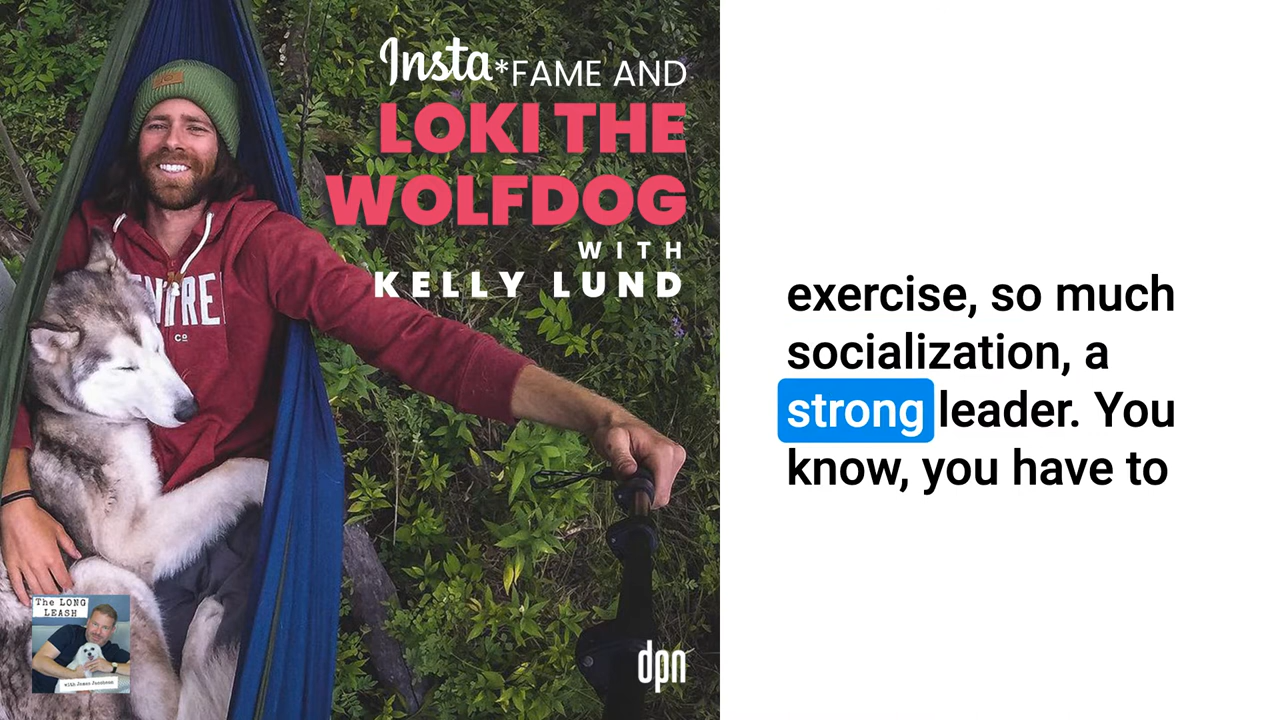 Insta*FAME AND
LOKI THE
WOLFDOG
WITH
KELLY LUND
exercise, so much
socialization, a
strong leader. You
know, you have to
The LONG
LEASH
dpn